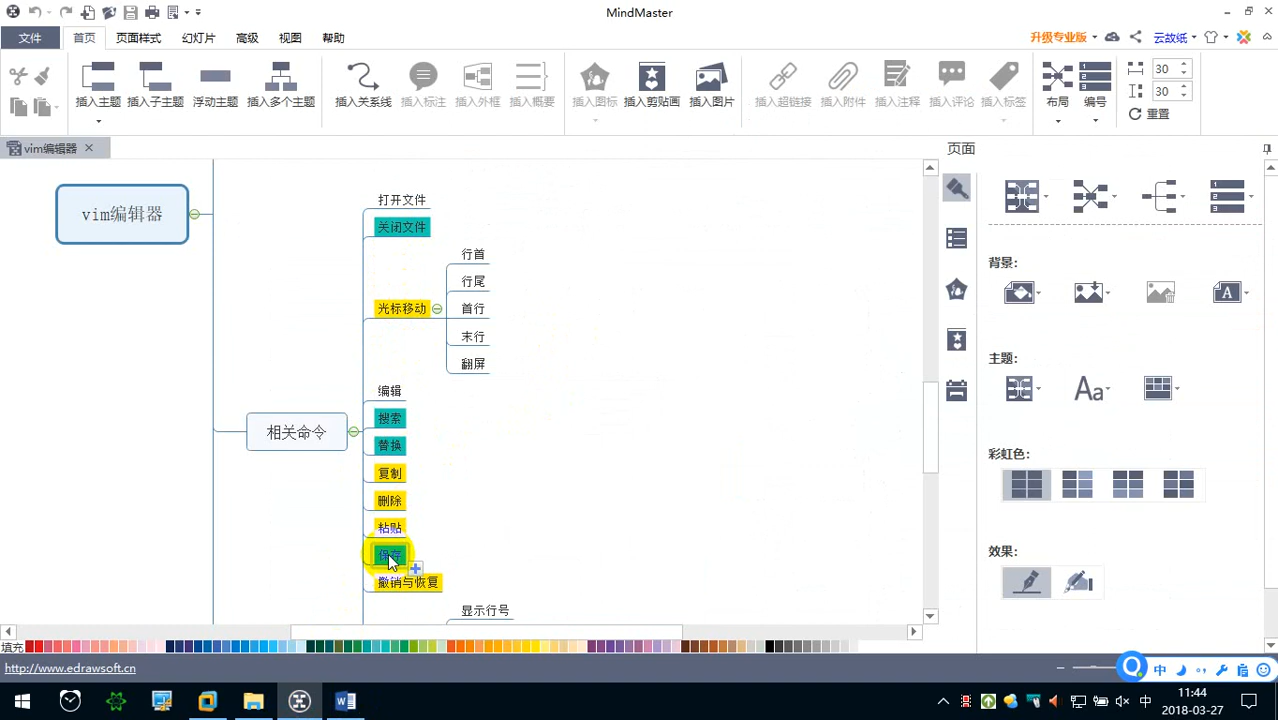 MindMaster
文件
首页
页面样式
幻灯片
高级
视图
帮助
升级专业版
云故纸
插入主题
插入子主题
浮动主题
插入多个主题
插入关系线
插入标注
插入外框
插入概要
插入图标
插入剪贴画
插入图片
插入超链接
插入附件
插入注释
插入评论
插入标签
布局
编号
30
30
重置
vim编辑器
页面
vim编辑器
打开文件
关闭文件
光标移动
行首
行尾
首行
末行
翻屏
编辑
搜索
替换
相关命令
复制
删除
粘贴
保存
撤销与恢复
显示行号
背景:
主题:
Aa
彩虹色:
效果:
填充
http://www.edrawsoft.cn
中
中
11:44
2018-03-27